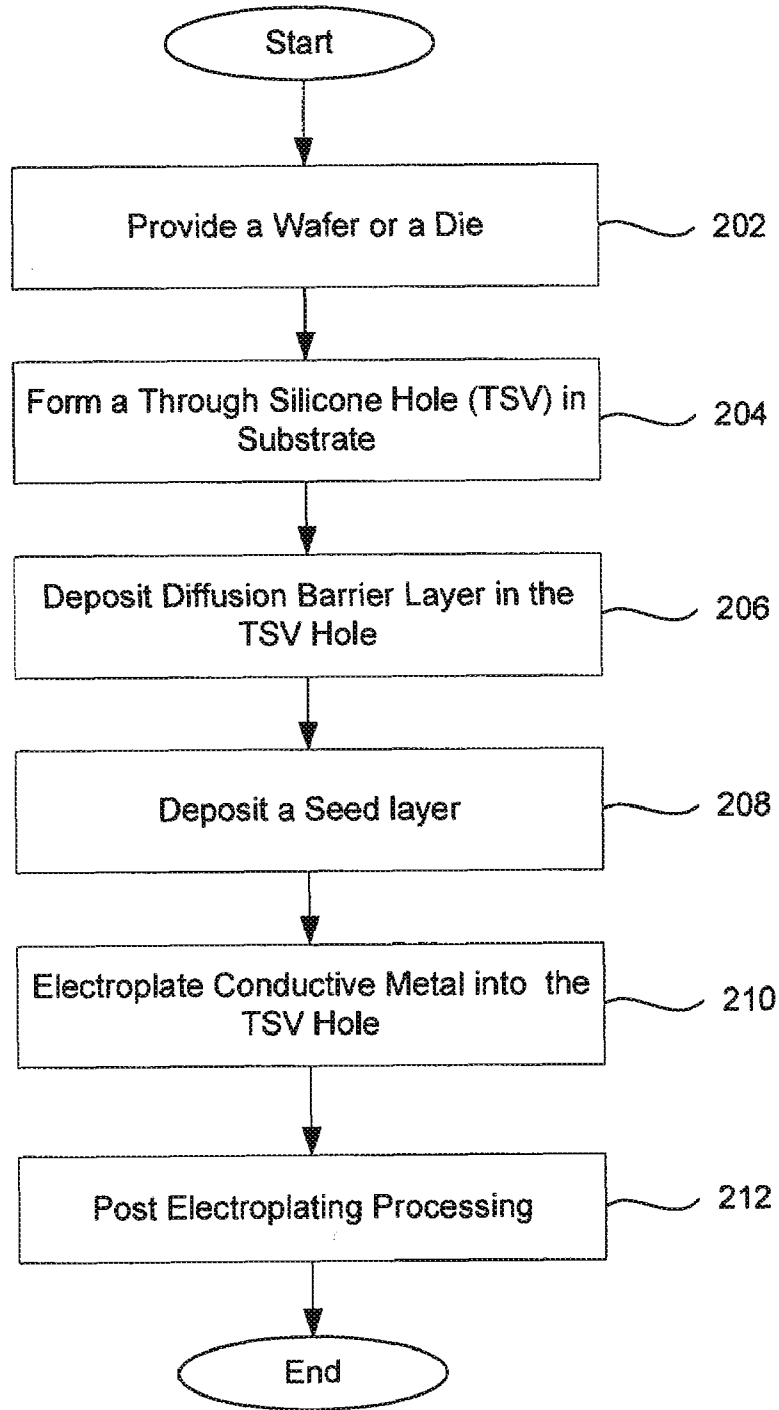 Start
Provide a Wafer or a Die
202
Form a Through Silicone Hole (TSV) in
Substrate
204
Deposit Diffusion Barrier Layer in the
TSV Hole
206
Deposit a Seed layer
208
Electroplate Conductive Metal into the
TSV Hole
210
Post Electroplating Processing
212
End